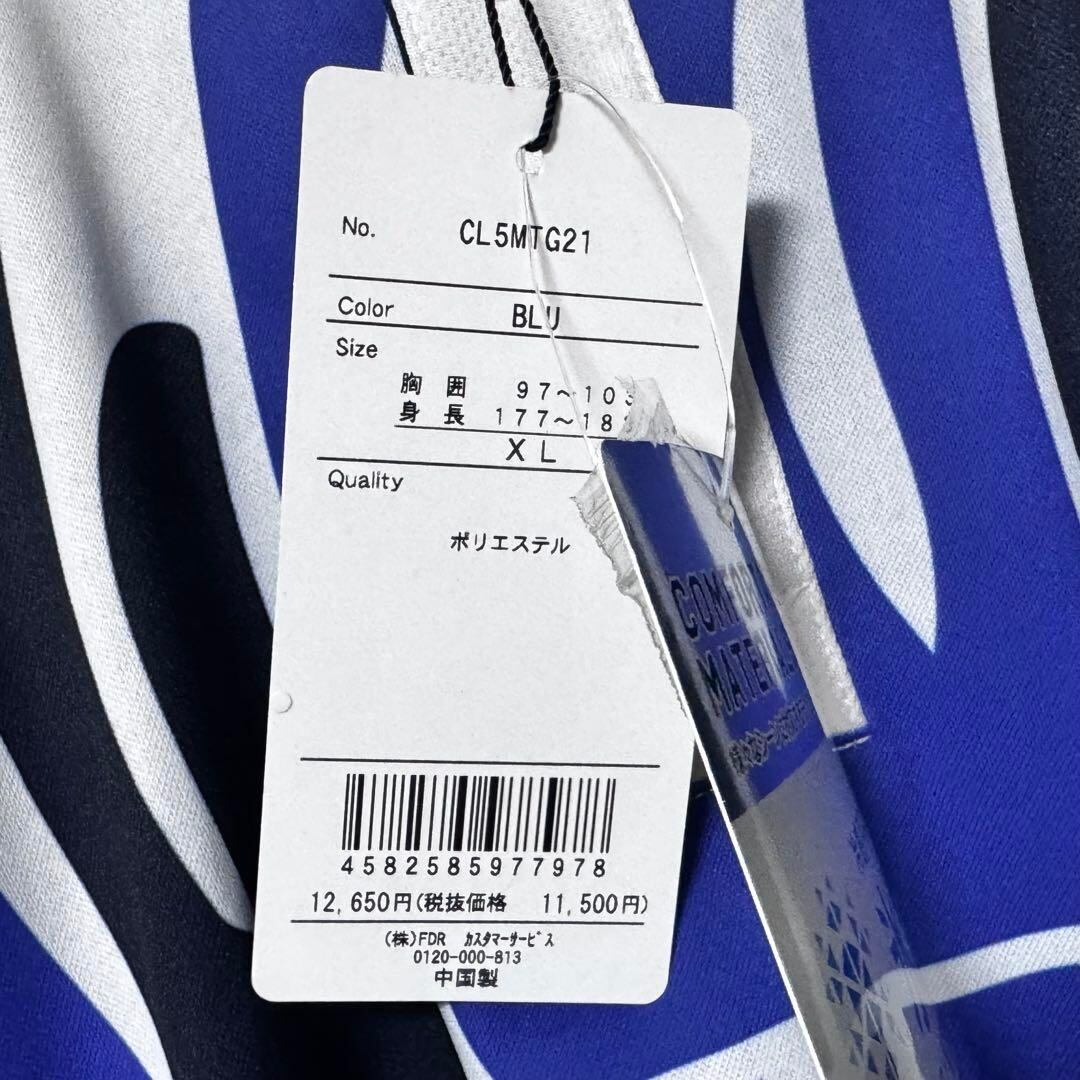 No. CL5MTG21
Color BLU
Size
胸 囲 97～103
身 長 177～18
XL
Quality
ポリエステル
COMFORT
MATERIAL
4582585977978
12,650円(税抜価格 11,500円)
(株)FDR ｶｽﾀﾏｰｻｰﾋﾞｽ
0120-000-813
中国製